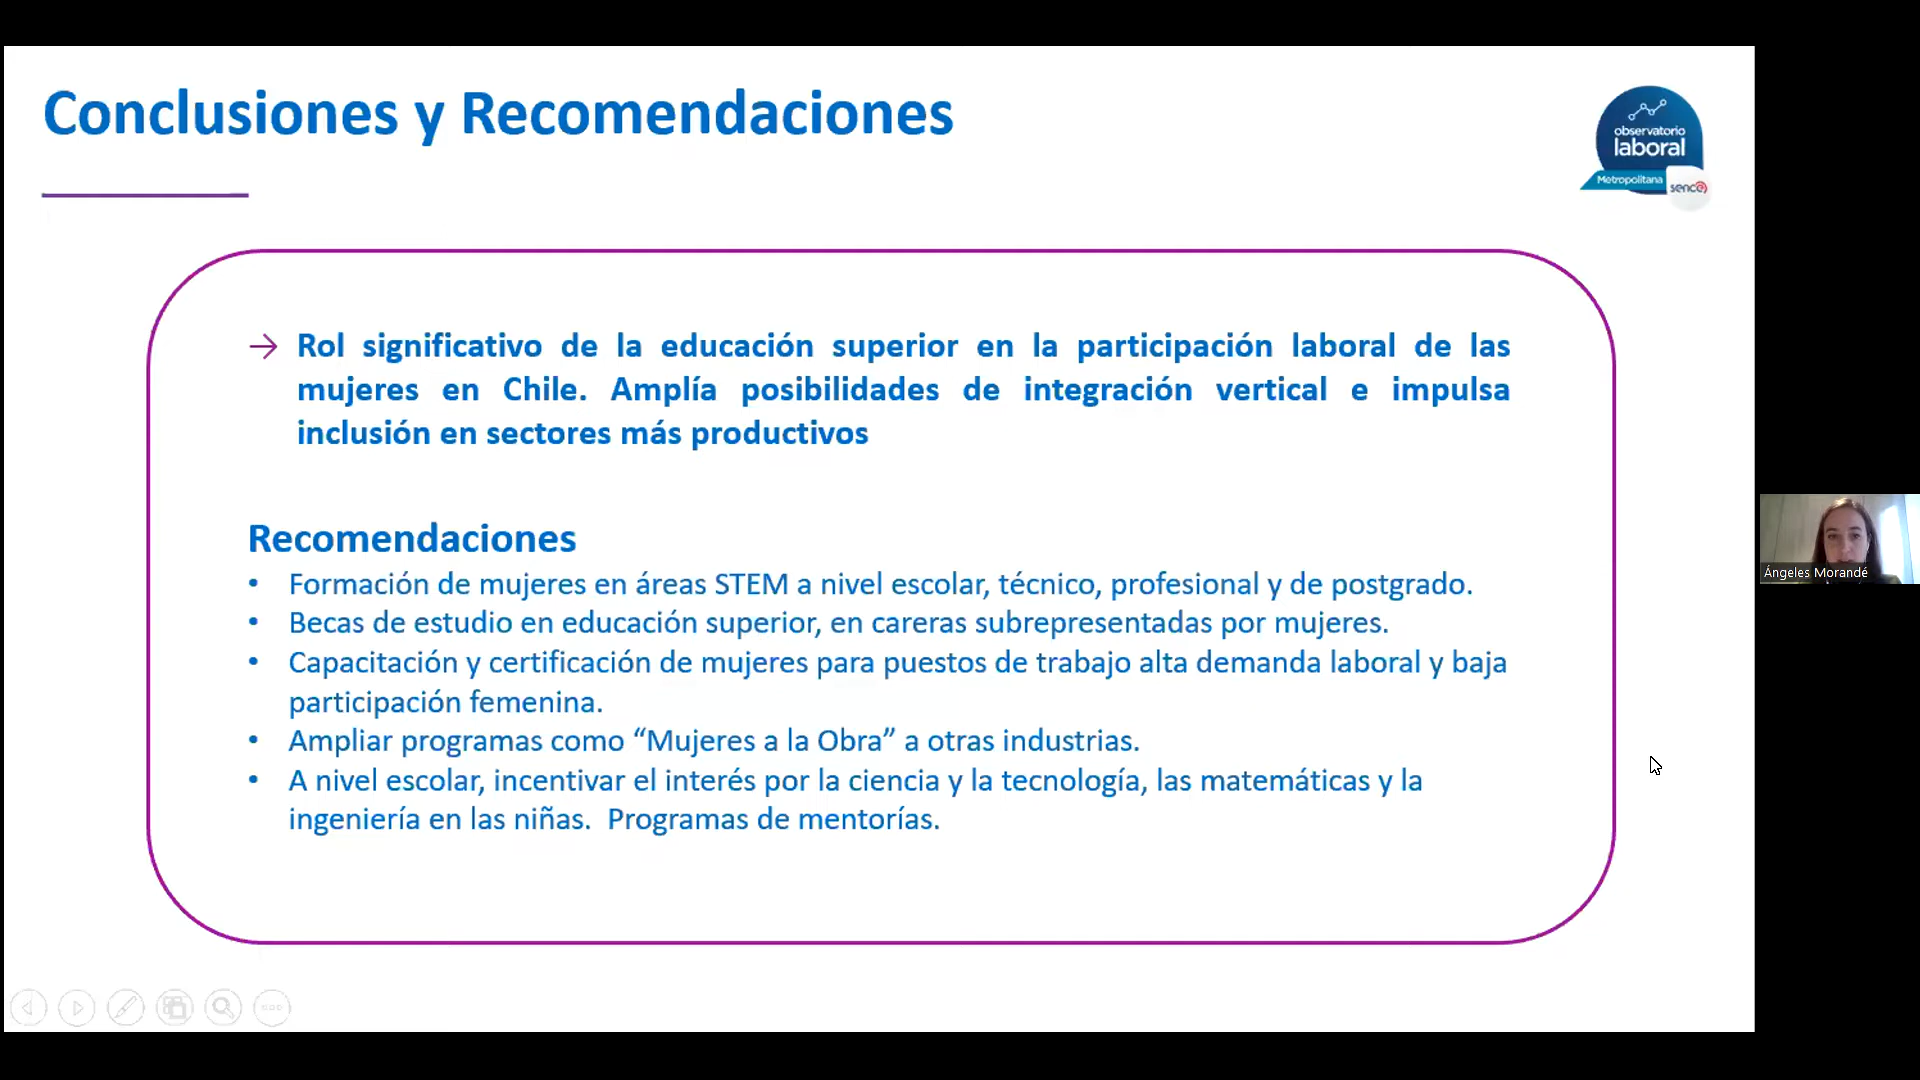 Conclusiones y Recomendaciones
observatorio
laboral
Metropolitana
sence
→ Rol significativo de la educación superior en la participación laboral de las
mujeres en Chile. Amplía posibilidades de integración vertical e impulsa
inclusión en sectores más productivos
Recomendaciones
• Formación de mujeres en áreas STEM a nivel escolar, técnico, profesional y de postgrado.
• Becas de estudio en educación superior, en careras subrepresentadas por mujeres.
• Capacitación y certificación de mujeres para puestos de trabajo alta demanda laboral y baja
participación femenina.
• Ampliar programas como “Mujeres a la Obra” a otras industrias.
• A nivel escolar, incentivar el interés por la ciencia y la tecnología, las matemáticas y la
ingeniería en las niñas. Programas de mentorías.
Ángeles Morandé